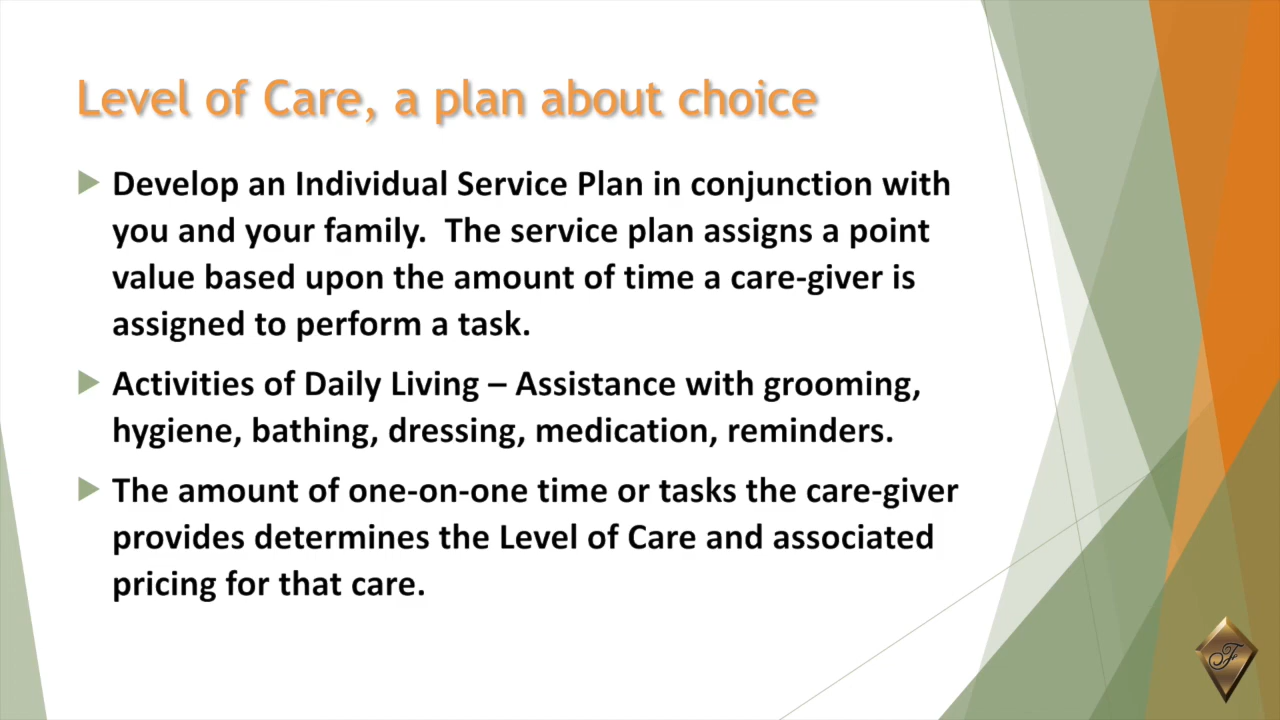 Level of Care, a plan about choice
Develop an Individual Service Plan in conjunction with
you and your family.  The service plan assigns a point
value based upon the amount of time a care-giver is
assigned to perform a task.
Activities of Daily Living – Assistance with grooming,
hygiene, bathing, dressing, medication, reminders.
The amount of one-on-one time or tasks the care-giver
provides determines the Level of Care and associated
pricing for that care.